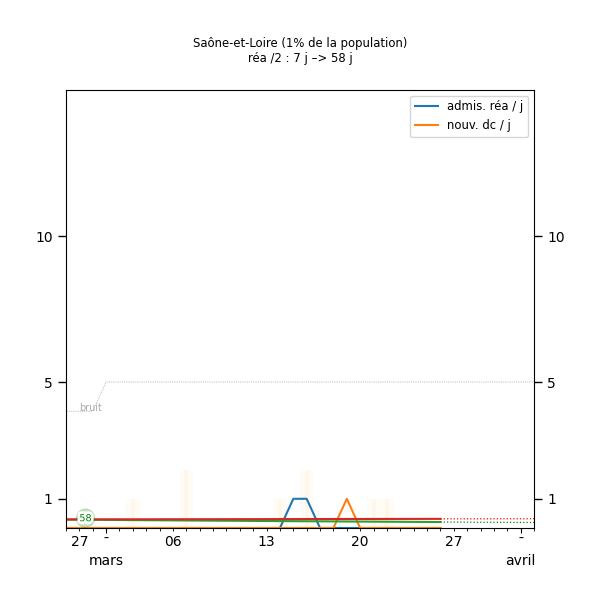 Saône-et-Loire (1% de la population)
réa /2 : 7 j –> 58 j
admis. réa / j
nouv. dc / j
10 10
5 5
bruit
1 1
58
27 - 06 13 20 27 -
mars avril